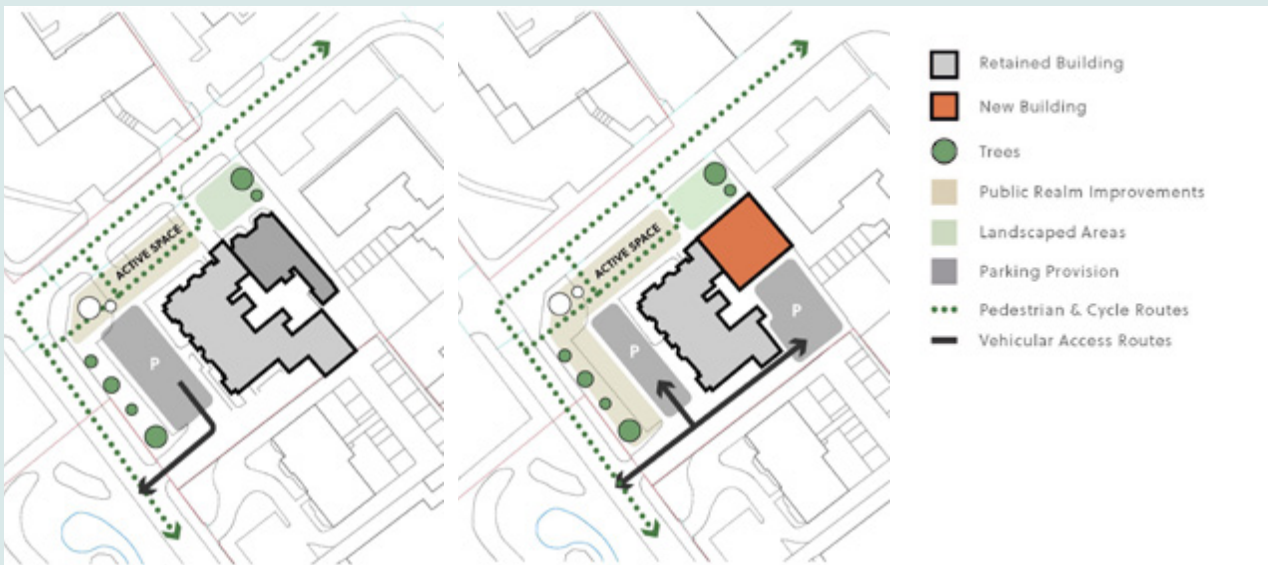 ACTIVE SPACE
P
ACTIVE SPACE
P
P
Retained Building
New Building
Trees
Public Realm Improvements
Landscaped Areas
Parking Provision
Pedestrian & Cycle Routes
Vehicular Access Routes